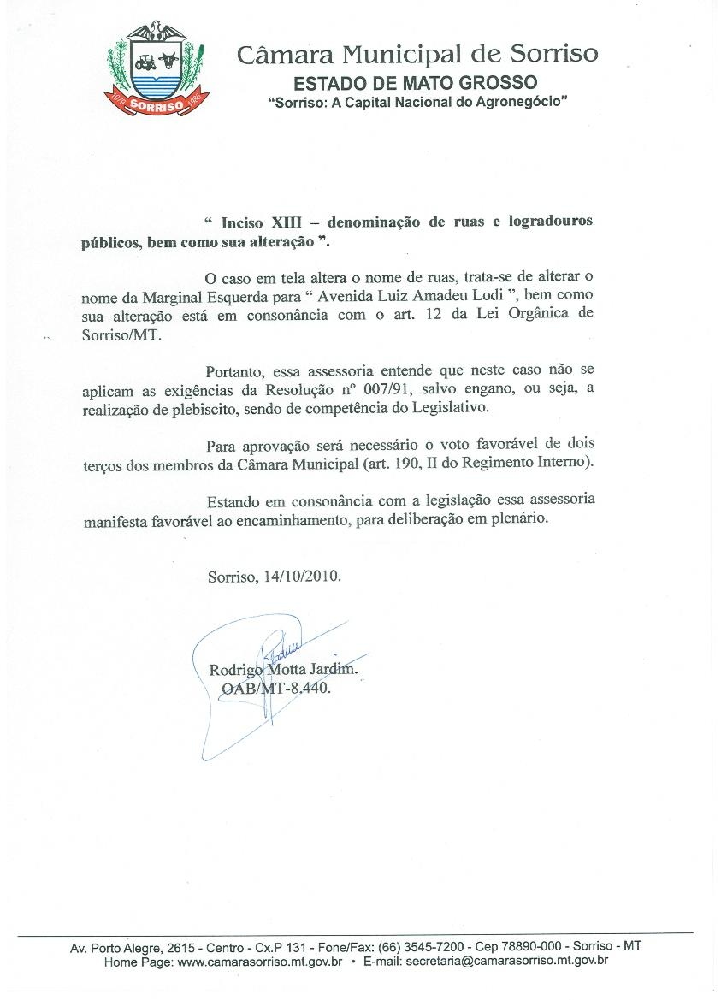 Câmara Municipal de Sorriso
ESTADO DE MATO GROSSO
“Sorriso: A Capital Nacional do Agronegócio”
1979 SORRISO 1986
“ Inciso XIII – denominação de ruas e logradouros
públicos, bem como sua alteração ”.
O caso em tela altera o nome de ruas, trata-se de alterar o
nome da Marginal Esquerda para “ Avenida Luiz Amadeu Lodi ”, bem como
sua alteração está em consonância com o art. 12 da Lei Orgânica de
Sorriso/MT.
Portanto, essa assessoria entende que neste caso não se
aplicam as exigências da Resolução nº 007/91, salvo engano, ou seja, a
realização de plebiscito, sendo de competência do Legislativo.
Para aprovação será necessário o voto favorável de dois
terços dos membros da Câmara Municipal (art. 190, II do Regimento Interno).
Estando em consonância com a legislação essa assessoria
manifesta favorável ao encaminhamento, para deliberação em plenário.
Sorriso, 14/10/2010.
Rodrigo Motta Jardim.
OAB/MT-8.440.
Av. Porto Alegre, 2615 - Centro - Cx.P 131 - Fone/Fax: (66) 3545-7200 - Cep 78890-000 - Sorriso - MT
Home Page: www.camarasorriso.mt.gov.br • E-mail: secretaria@camarasorriso.mt.gov.br